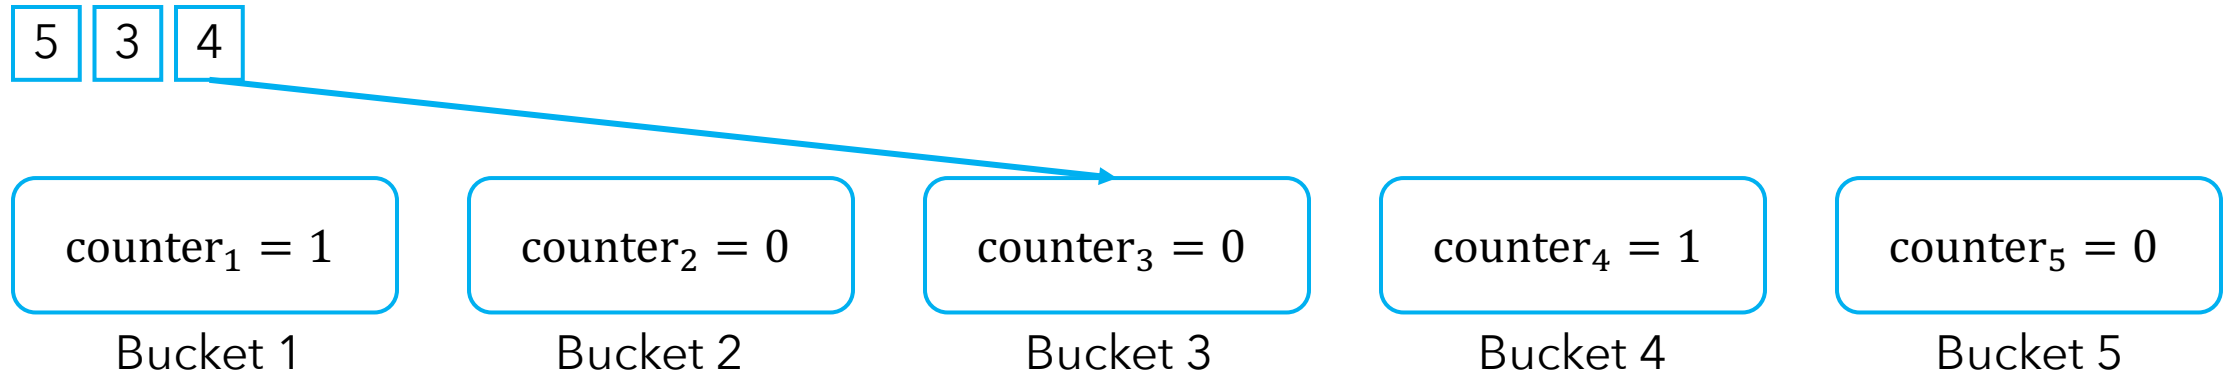 5 3 4
counter₁ = 1 counter₂ = 0 counter₃ = 0 counter₄ = 1 counter₅ = 0
Bucket 1 Bucket 2 Bucket 3 Bucket 4 Bucket 5